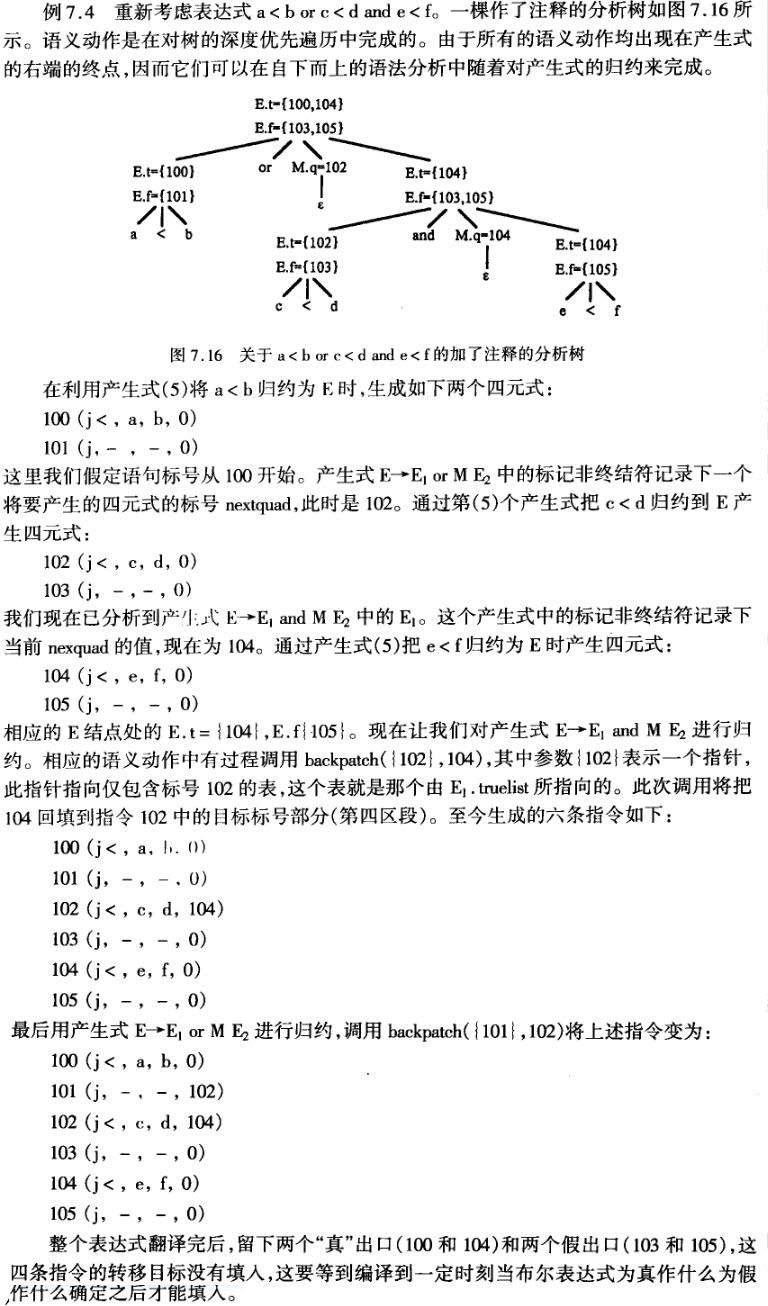 例 7.4 重新考虑表达式 a<b or c<d and e<f。一棵作了注释的分析树如图 7.16 所
示。语义动作是在对树的深度优先遍历中完成的。由于所有的语义动作均出现在产生式
的右端的终点,因而它们可以在自下而上的语法分析中随着对产生式的归约来完成。
E.t={100,104}
E.f={103,105}
E.t={100} or M.q=102 E.t={104}
E.f={101} ε E.f={103,105}
a < b E.t={102} and M.q=104 E.t={104}
E.f={103} ε E.f={105}
c < d e < f
图 7.16 关于 a<b or c<d and e<f 的加了注释的分析树
在利用产生式(5)将 a<b 归约为 E 时,生成如下两个四元式:
100 (j<, a, b, 0)
101 (j, -, -, 0)
这里我们假定语句标号从 100 开始。产生式 E→E₁ or M E₂ 中的标记非终结符记录下一个
将要产生的四元式的标号 nextquad,此时是 102。通过第(5)个产生式把 c<d 归约到 E 产
生四元式:
102 (j<, c, d, 0)
103 (j, -, -, 0)
我们现在已分析到产生式 E→E₁ and M E₂ 中的 E₁。这个产生式中的标记非终结符记录下
当前 nexquad 的值,现在为 104。通过产生式(5)把 e<f 归约为 E 时产生四元式:
104 (j<, e, f, 0)
105 (j, -, -, 0)
相应的 E 结点处的 E.t={104},E.f{105}。现在让我们对产生式 E→E₁ and M E₂ 进行归
约。相应的语义动作中有过程调用 backpatch({102},104),其中参数{102}表示一个指针,
此指针指向仅包含标号 102 的表,这个表就是那个由 E₁.truelist 所指向的。此次调用将把
104 回填到指令 102 中的目标标号部分(第四区段)。至今生成的六条指令如下:
100 (j<, a, b, 0)
101 (j, -, -, 0)
102 (j<, c, d, 104)
103 (j, -, -, 0)
104 (j<, e, f, 0)
105 (j, -, -, 0)
最后用产生式 E→E₁ or M E₂ 进行归约,调用 backpatch({101},102)将上述指令变为:
100 (j<, a, b, 0)
101 (j, -, -, 102)
102 (j<, c, d, 104)
103 (j, -, -, 0)
104 (j<, e, f, 0)
105 (j, -, -, 0)
整个表达式翻译完后,留下两个“真”出口(100 和 104)和两个假出口(103 和 105),这
四条指令的转移目标没有填入,这要等到编译到一定时刻当布尔表达式为真作什么为假
作什么确定之后才能填入。